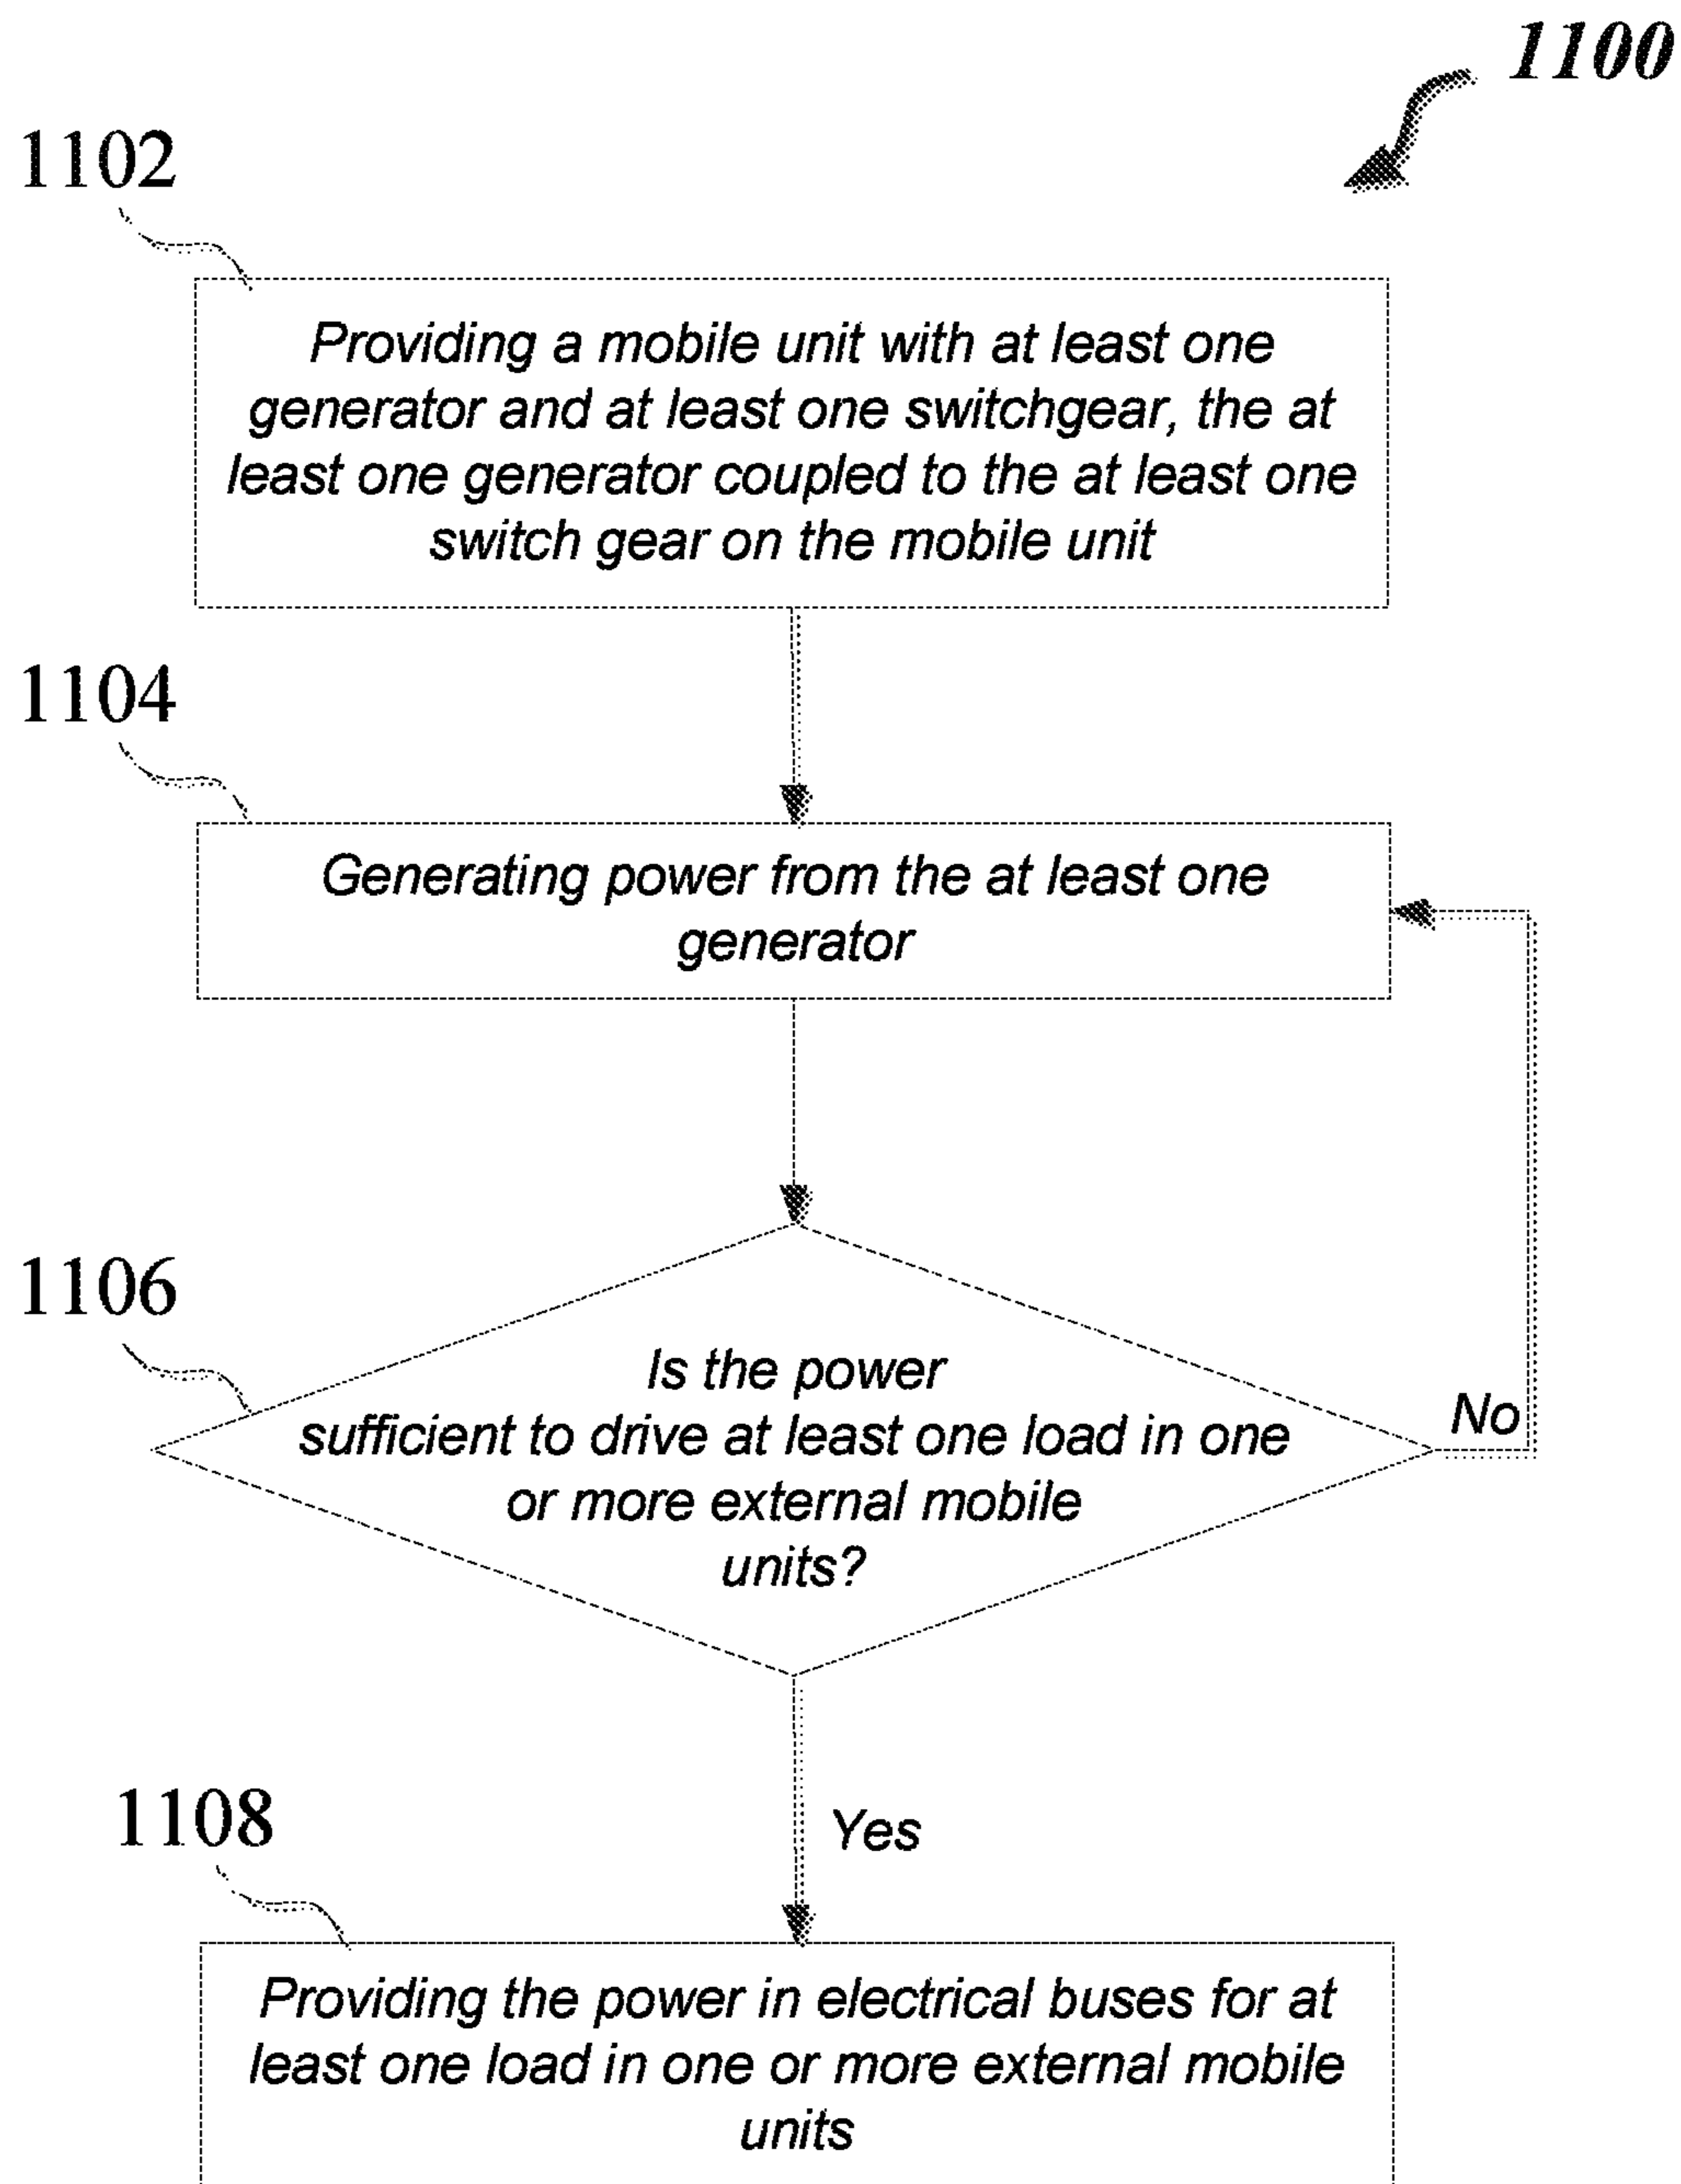 1100
1102
Providing a mobile unit with at least one
generator and at least one switchgear, the at
least one generator coupled to the at least one
switch gear on the mobile unit
1104
Generating power from the at least one
generator
1106
Is the power
sufficient to drive at least one load in one
or more external mobile
units?
No
Yes
1108
Providing the power in electrical buses for at
least one load in one or more external mobile
units